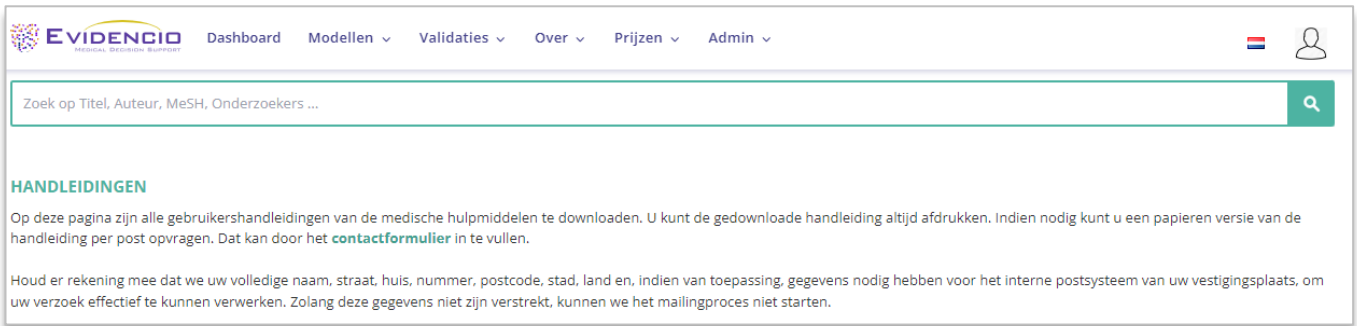 EVIDENCIO Dashboard Modellen Validaties Over Prijzen Admin
MEDICAL DECISION SUPPORT
Zoek op Titel, Auteur, MeSH, Onderzoekers ...
HANDLEIDINGEN
Op deze pagina zijn alle gebruikershandleidingen van de medische hulpmiddelen te downloaden. U kunt de gedownloade handleiding altijd afdrukken. Indien nodig kunt u een papieren versie van de
handleiding per post opvragen. Dat kan door het contactformulier in te vullen.
Houd er rekening mee dat we uw volledige naam, straat, huis, nummer, postcode, stad, land en, indien van toepassing, gegevens nodig hebben voor het interne postsysteem van uw vestigingsplaats, om
uw verzoek effectief te kunnen verwerken. Zolang deze gegevens niet zijn verstrekt, kunnen we het mailingproces niet starten.